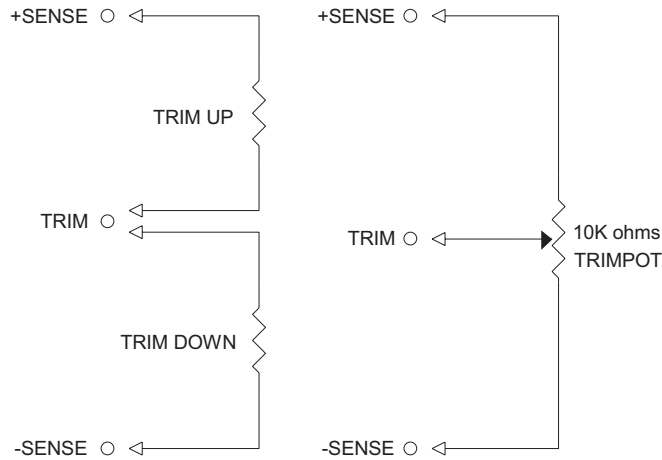 +SENSE
TRIM UP
TRIM
TRIM DOWN
-SENSE
+SENSE
TRIM
10K ohms
TRIMPOT
-SENSE